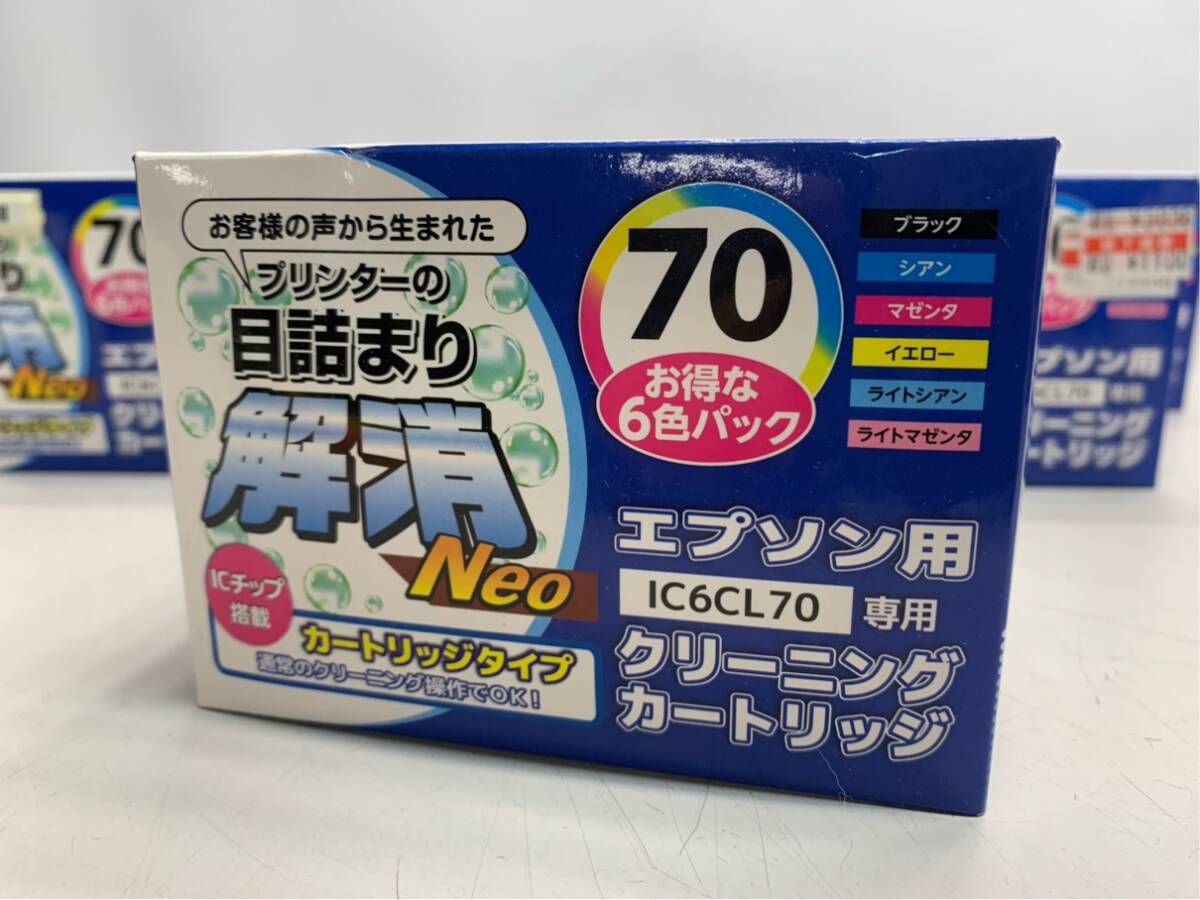 お客様の声から生まれた
プリンターの
目詰まり
解消
Neo
ICチップ
搭載
カートリッジタイプ
通常のクリーニング操作でOK!
70
お得な
6色パック
ブラック
シアン
マゼンタ
イエロー
ライトシアン
ライトマゼンタ
エプソン用
IC6CL70 専用
クリーニング
カートリッジ
70
Neo
CL70 専用